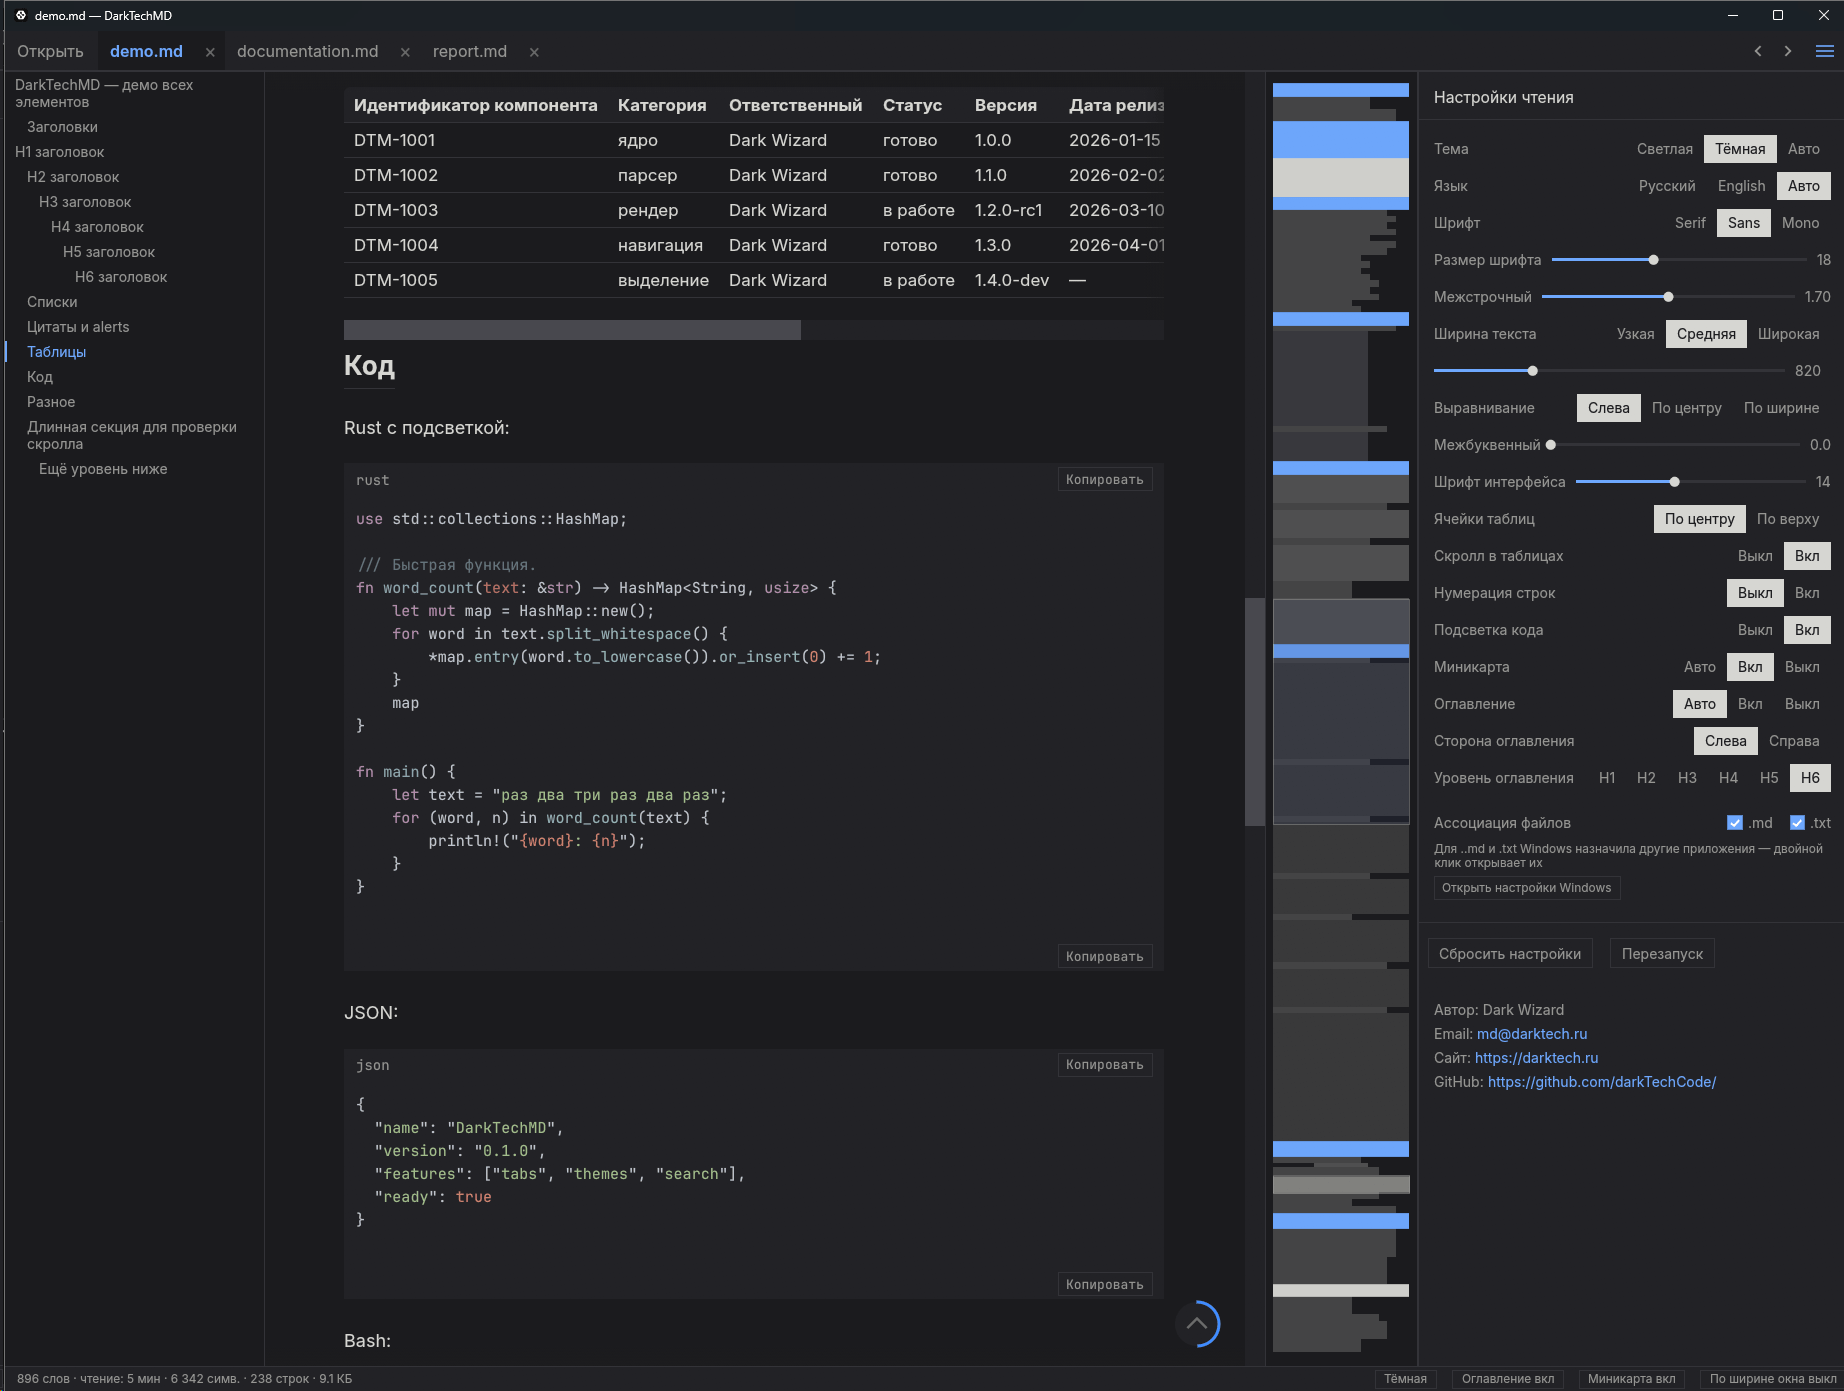 demo.md — DarkTechMD
Открыть
demo.md ×
documentation.md ×
report.md ×
DarkTechMD — демо всех
элементов
Заголовки
H1 заголовок
H2 заголовок
H3 заголовок
H4 заголовок
H5 заголовок
H6 заголовок
Списки
Цитаты и alerts
Таблицы
Код
Разное
Длинная секция для проверки
скролла
Ещё уровень ниже
Идентификатор компонента Категория Ответственный Статус Версия Дата релиз
DTM-1001 ядро Dark Wizard готово 1.0.0 2026-01-15
DTM-1002 парсер Dark Wizard готово 1.1.0 2026-02-02
DTM-1003 рендер Dark Wizard в работе 1.2.0-rc1 2026-03-10
DTM-1004 навигация Dark Wizard готово 1.3.0 2026-04-01
DTM-1005 выделение Dark Wizard в работе 1.4.0-dev —
Код
Rust с подсветкой:
rust Копировать
use std::collections::HashMap;
/// Быстрая функция.
fn word_count(text: &str) -> HashMap<String, usize> {
let mut map = HashMap::new();
for word in text.split_whitespace() {
*map.entry(word.to_lowercase()).or_insert(0) += 1;
}
map
}
fn main() {
let text = "раз два три раз два раз";
for (word, n) in word_count(text) {
println!("{word}: {n}");
}
}
Копировать
JSON:
json Копировать
{
"name": "DarkTechMD",
"version": "0.1.0",
"features": ["tabs", "themes", "search"],
"ready": true
}
Копировать
Bash:
Настройки чтения
Тема Светлая Тёмная Авто
Язык Русский English Авто
Шрифт Serif Sans Mono
Размер шрифта 18
Межстрочный 1.70
Ширина текста Узкая Средняя Широкая
820
Выравнивание Слева По центру По ширине
Межбуквенный 0.0
Шрифт интерфейса 14
Ячейки таблиц По центру По верху
Скролл в таблицах Выкл Вкл
Нумерация строк Выкл Вкл
Подсветка кода Выкл Вкл
Миникарта Авто Вкл Выкл
Оглавление Авто Вкл Выкл
Сторона оглавления Слева Справа
Уровень оглавления H1 H2 H3 H4 H5 H6
Ассоциация файлов .md .txt
Для ..md и .txt Windows назначила другие приложения — двойной
клик открывает их
Открыть настройки Windows
Сбросить настройки Перезапуск
Автор: Dark Wizard
Email: md@darktech.ru
Сайт: https://darktech.ru
GitHub: https://github.com/darkTechCode/
896 слов · чтение: 5 мин · 6 342 симв. · 238 строк · 9.1 КБ
Тёмная Оглавление вкл Миникарта вкл По ширине окна выкл